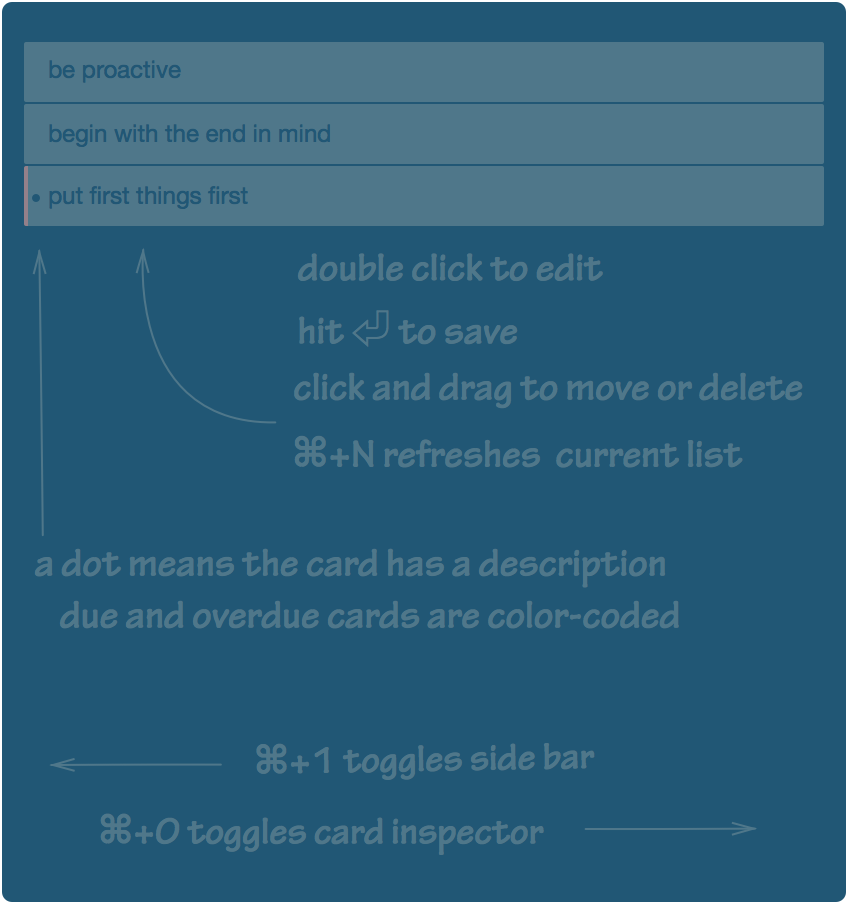 be proactive
begin with the end in mind
• put first things first
double click to edit
hit ⏎ to save
click and drag to move or delete
⌘+N refreshes current list
a dot means the card has a description
due and overdue cards are color-coded
⌘+1 toggles side bar
⌘+0 toggles card inspector